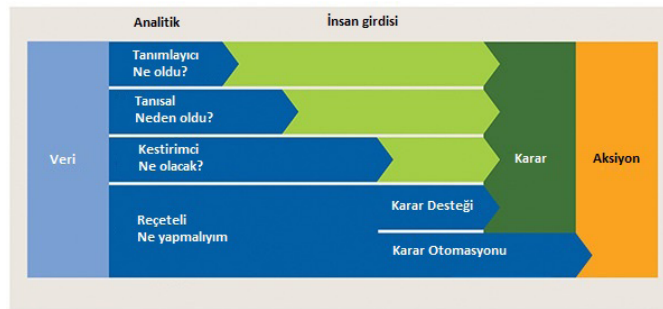 Analitik
İnsan girdisi
Tanımlayıcı
Ne oldu?
Tanısal
Neden oldu?
Kestirimci
Ne olacak?
Veri
Karar
Aksiyon
Reçeteli
Ne yapmalıyım
Karar Desteği
Karar Otomasyonu